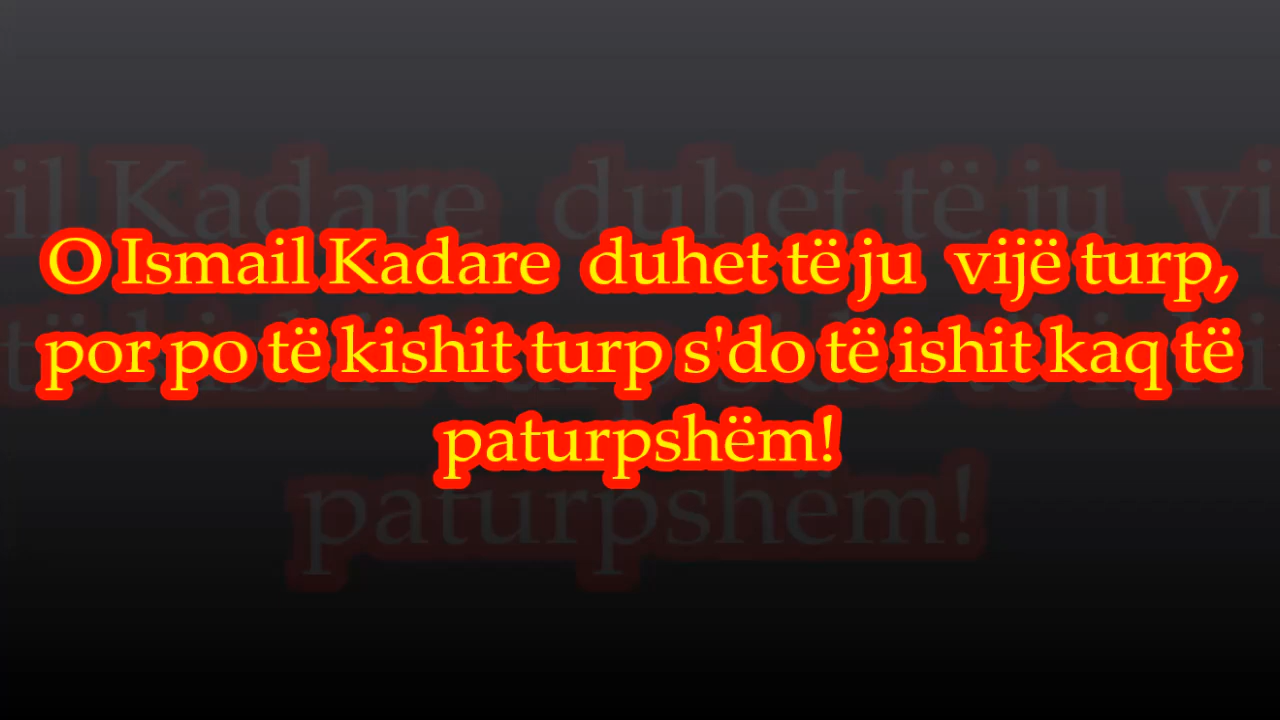 O Ismail Kadare  duhet të ju  vijë turp,
por po të kishit turp s'do të ishit kaq të
paturpshëm!